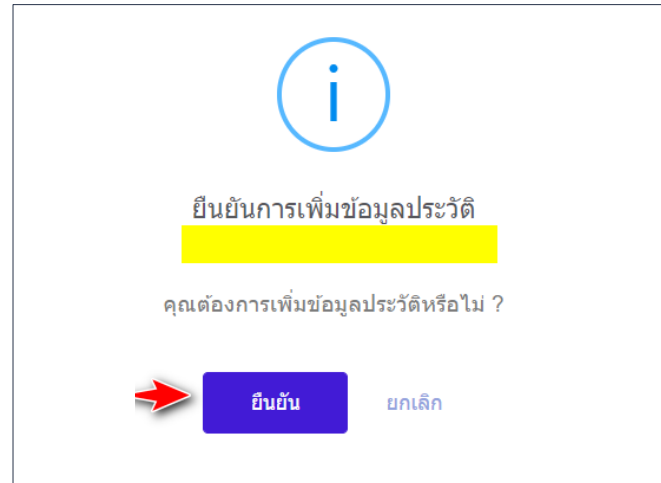 i
ยืนยันการเพิ่มข้อมูลประวัติ
คุณต้องการเพิ่มข้อมูลประวัติหรือไม่ ?
ยืนยัน ยกเลิก